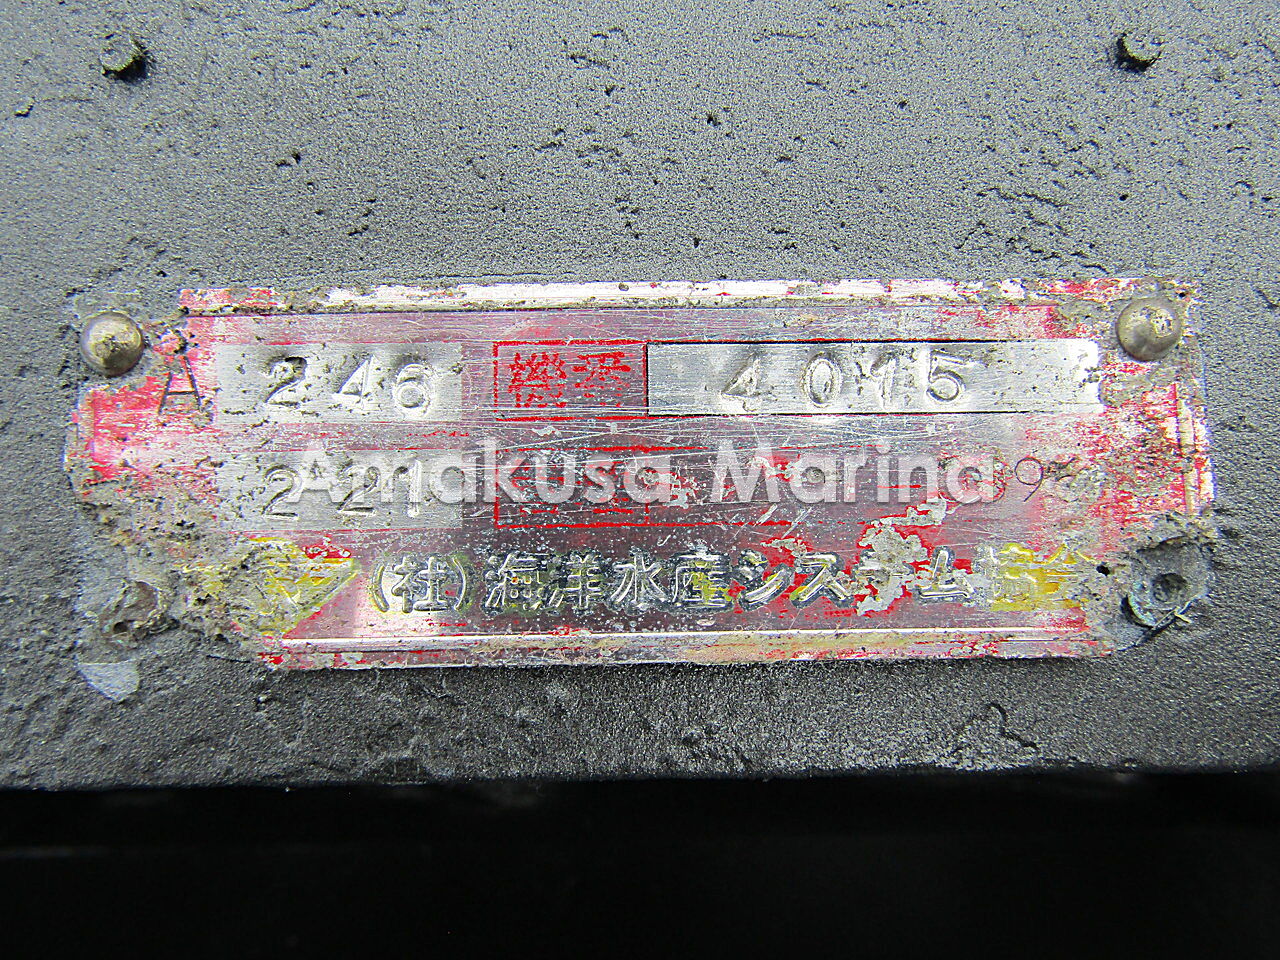 A 246 機番 4015
221
Amakusa Marina
(社)海洋水産システム協会